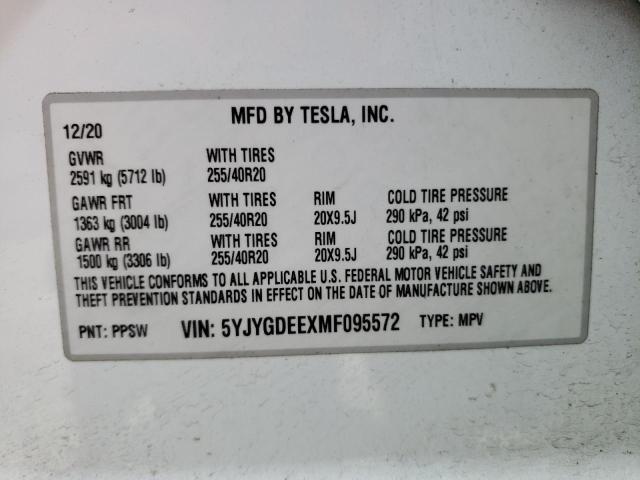 MFD BY TESLA, INC.
12/20
GVWR WITH TIRES
2591 kg (5712 lb) 255/40R20
GAWR FRT WITH TIRES RIM COLD TIRE PRESSURE
1363 kg (3004 lb) 255/40R20 20X9.5J 290 kPa, 42 psi
GAWR RR WITH TIRES RIM COLD TIRE PRESSURE
1500 kg (3306 lb) 255/40R20 20X9.5J 290 kPa, 42 psi
THIS VEHICLE CONFORMS TO ALL APPLICABLE U.S. FEDERAL MOTOR VEHICLE SAFETY AND
THEFT PREVENTION STANDARDS IN EFFECT ON THE DATE OF MANUFACTURE SHOWN ABOVE.
PNT: PPSW VIN: 5YJYGDEEXMF095572 TYPE: MPV